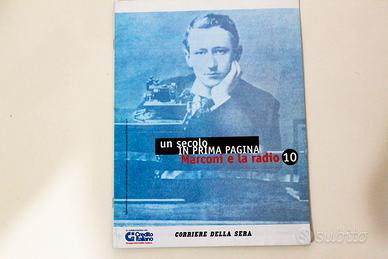 un secolo
IN PRIMA PAGINA
Marconi e la radio 10
Credito
Italiano
CORRIERE DELLA SERA
subito